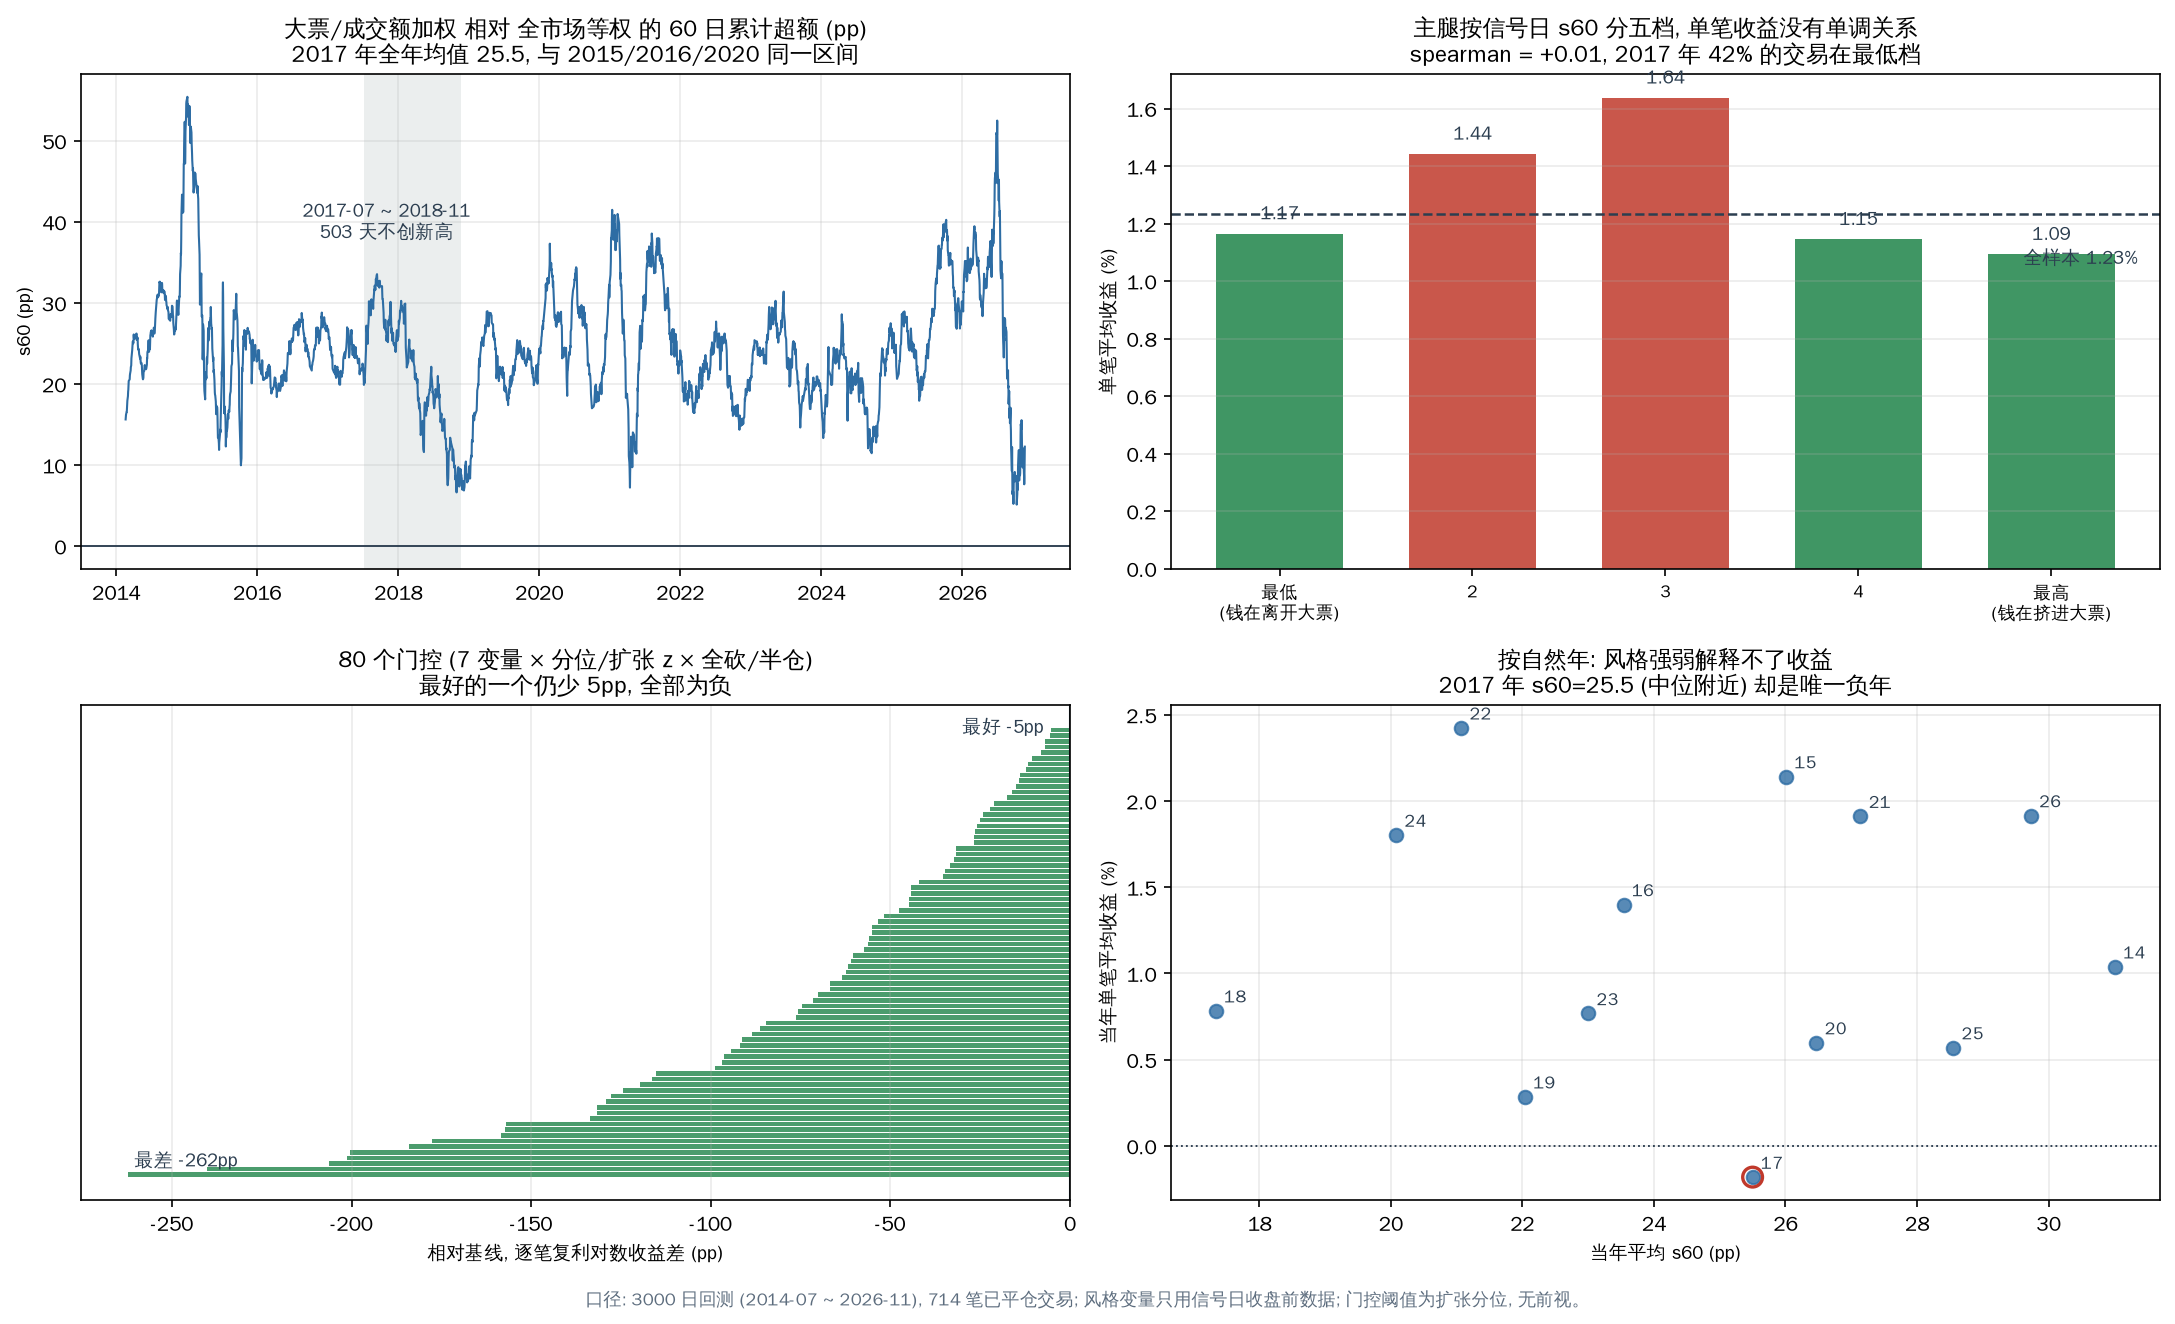 大票/成交额加权 相对 全市场等权 的 60 日累计超额 (pp)
2017 年全年均值 25.5, 与 2015/2016/2020 同一区间
s60 (pp)
50
40
30
20
10
0
2017-07 ~ 2018-11
503 天不创新高
2014
2016
2018
2020
2022
2024
2026
主腿按信号日 s60 分五档, 单笔收益没有单调关系
spearman = +0.01, 2017 年 42% 的交易在最低档
单笔平均收益 (%)
1.6
1.4
1.2
1.0
0.8
0.6
0.4
0.2
0.0
1.17
1.44
1.64
1.15
1.09
全样本 1.23%
最低
(钱在离开大票)
2
3
4
最高
(钱在挤进大票)
80 个门控 (7 变量 × 分位/扩张 z × 全砍/半仓)
最好的一个仍少 5pp, 全部为负
最好 -5pp
最差 -262pp
-250
-200
-150
-100
-50
0
相对基线, 逐笔复利对数收益差 (pp)
按自然年: 风格强弱解释不了收益
2017 年 s60=25.5 (中位附近) 却是唯一负年
当年单笔平均收益 (%)
2.5
2.0
1.5
1.0
0.5
0.0
22
15
21
26
24
16
14
18
23
20
25
19
17
18
20
22
24
26
28
30
当年平均 s60 (pp)
口径: 3000 日回测 (2014-07 ~ 2026-11), 714 笔已平仓交易; 风格变量只用信号日收盘前数据; 门控阈值为扩张分位, 无前视。